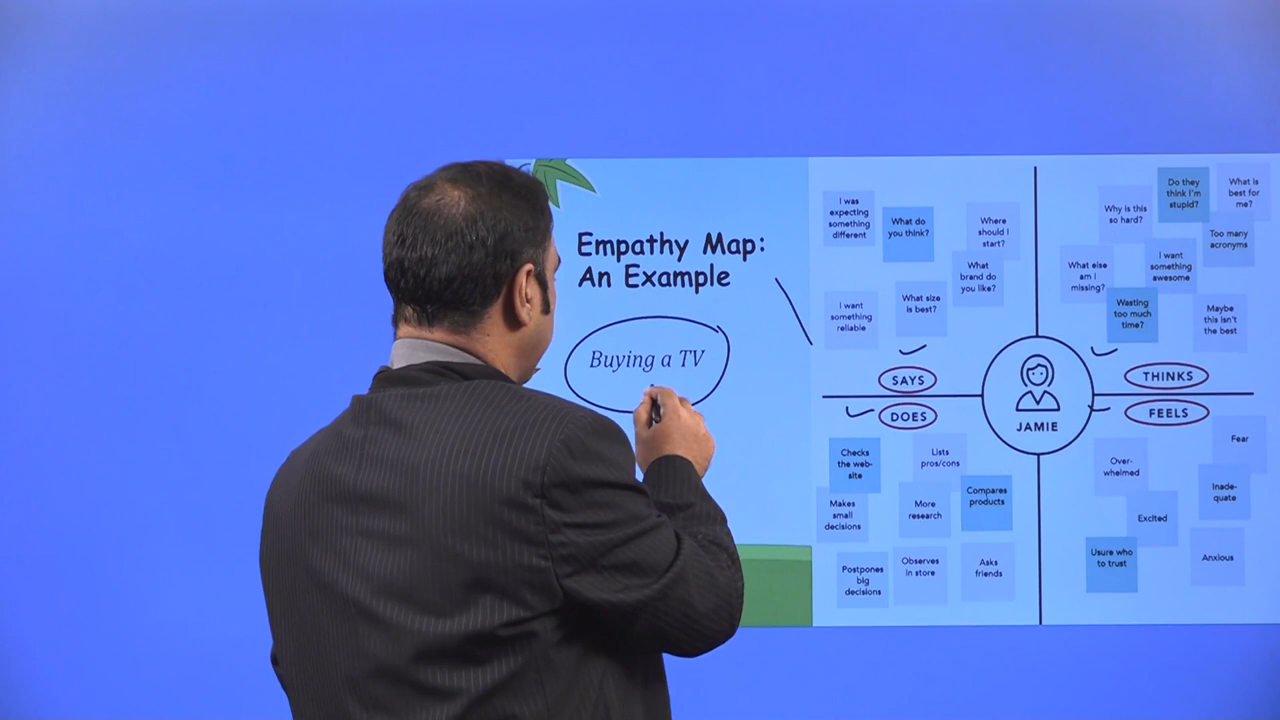 Empathy Map:
An Example
Buying a TV
I was
expecting
something
different
What do
you think?
Where
should I
start?
What
brand do
you like?
I want
something
reliable
What size
is best?
SAYS
Why is this
so hard?
Do they
think I'm
stupid?
What is
best for
me?
Too many
acronyms
What else
am I
missing?
I want
something
awesome
Wasting
too much
time?
Maybe
this isn't
the best
THINKS
JAMIE
DOES
Checks
the web-
site
Lists
pros/cons
Makes
small
decisions
More
research
Compares
products
Postpones
big
decisions
Observes
in store
Asks
friends
FEELS
Over-
whelmed
Fear
Inade-
quate
Excited
Usure who
to trust
Anxious